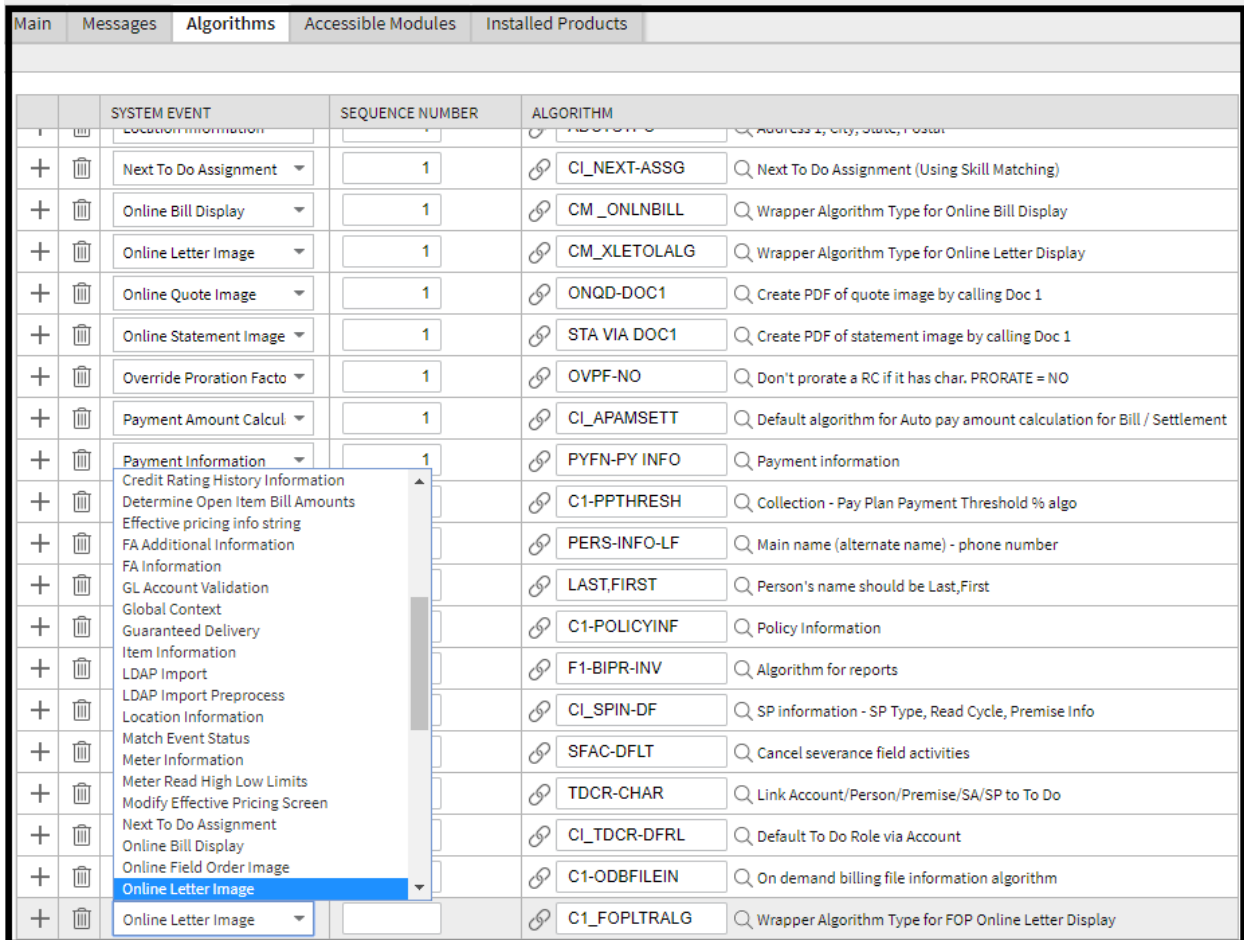 Main Messages Algorithms Accessible Modules Installed Products
SYSTEM EVENT SEQUENCE NUMBER ALGORITHM
Location Information 1 Address 1, City, State, Postal
Next To Do Assignment 1 CI_NEXT-ASSG Next To Do Assignment (Using Skill Matching)
Online Bill Display 1 CM _ONLNBILL Wrapper Algorithm Type for Online Bill Display
Online Letter Image 1 CM_XLETOLALG Wrapper Algorithm Type for Online Letter Display
Online Quote Image 1 ONQD-DOC1 Create PDF of quote image by calling Doc 1
Online Statement Image 1 STA VIA DOC1 Create PDF of statement image by calling Doc 1
Override Proration Facto 1 OVPF-NO Don't prorate a RC if it has char. PRORATE = NO
Payment Amount Calcul 1 CI_APAMSETT Default algorithm for Auto pay amount calculation for Bill / Settlement
Payment Information 1 PYFN-PY INFO Payment information
Credit Rating History Information
Determine Open Item Bill Amounts
C1-PPTHRESH Collection - Pay Plan Payment Threshold % algo
Effective pricing info string
FA Additional Information
PERS-INFO-LF Main name (alternate name) - phone number
FA Information
GL Account Validation
LAST,FIRST Person's name should be Last,First
Global Context
Guaranteed Delivery
C1-POLICYINF Policy Information
Item Information
LDAP Import
F1-BIPR-INV Algorithm for reports
LDAP Import Preprocess
Location Information
CI_SPIN-DF SP information - SP Type, Read Cycle, Premise Info
Match Event Status
Meter Information
SFAC-DFLT Cancel severance field activities
Meter Read High Low Limits
Modify Effective Pricing Screen
TDCR-CHAR Link Account/Person/Premise/SA/SP to To Do
Next To Do Assignment
Online Bill Display
CI_TDCR-DFRL Default To Do Role via Account
Online Field Order Image
Online Letter Image
C1-ODBFILEIN On demand billing file information algorithm
Online Letter Image C1_FOPLTRALG Wrapper Algorithm Type for FOP Online Letter Display